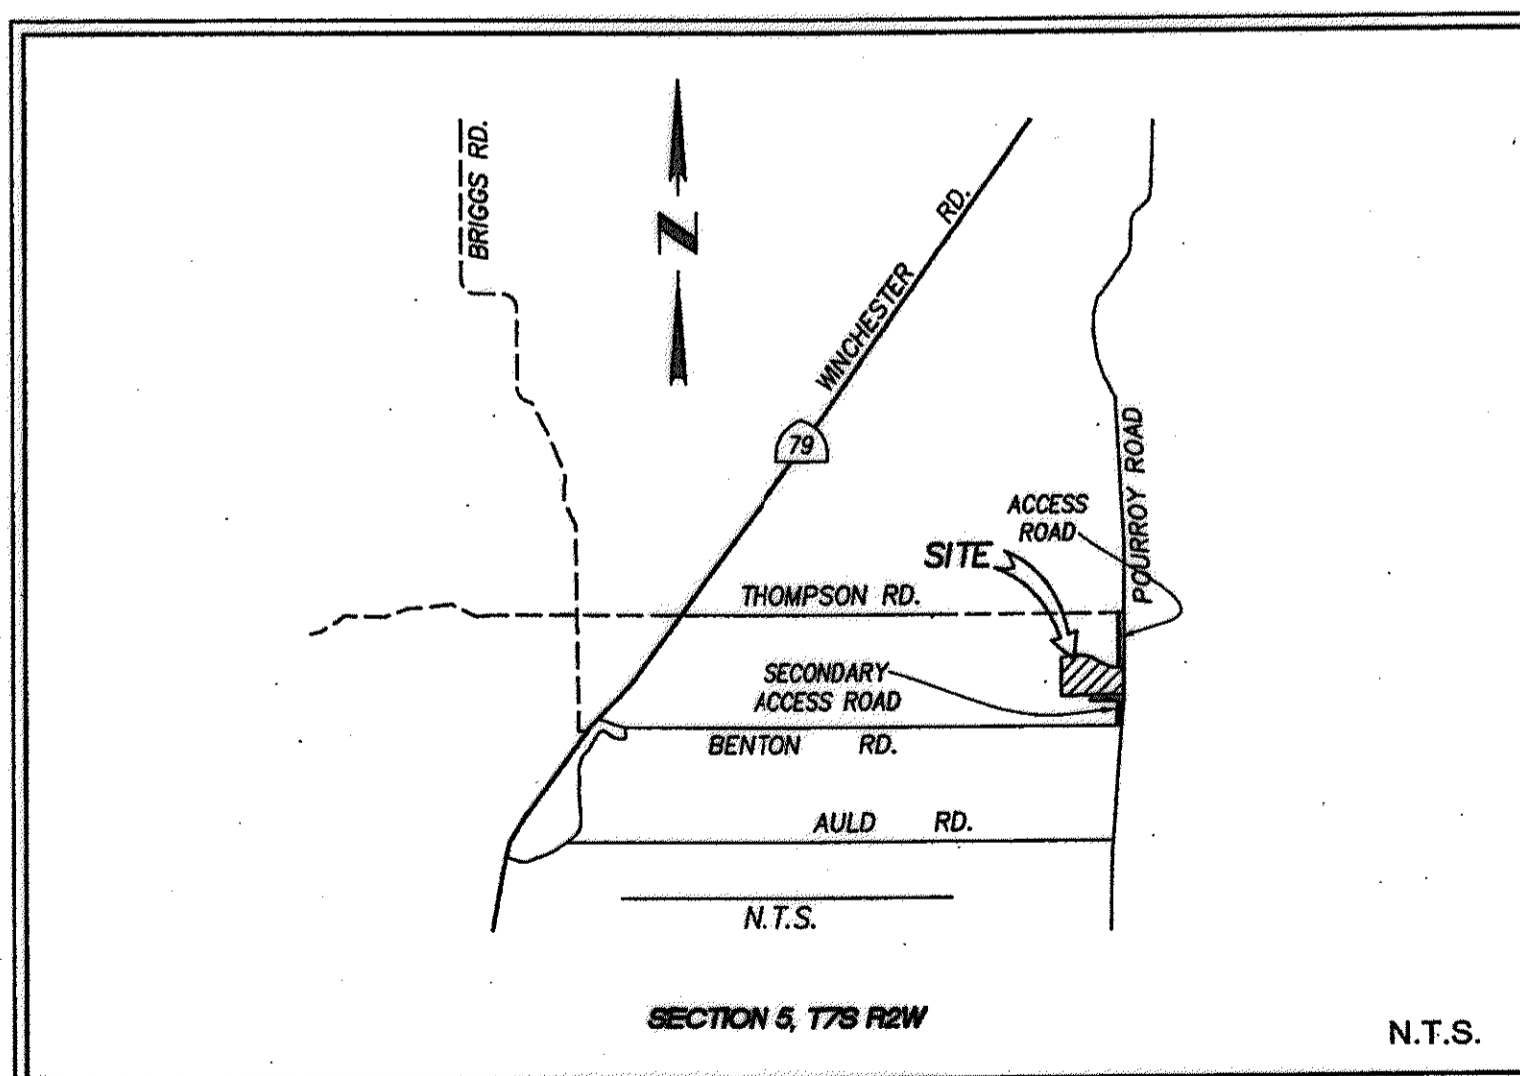 BRIGGS RD.
N
WINCHESTER RD.
79
POURROY ROAD
ACCESS
ROAD
SITE
THOMPSON RD.
SECONDARY
ACCESS ROAD
BENTON RD.
AULD RD.
N.T.S.
SECTION 5, T7S R2W
N.T.S.